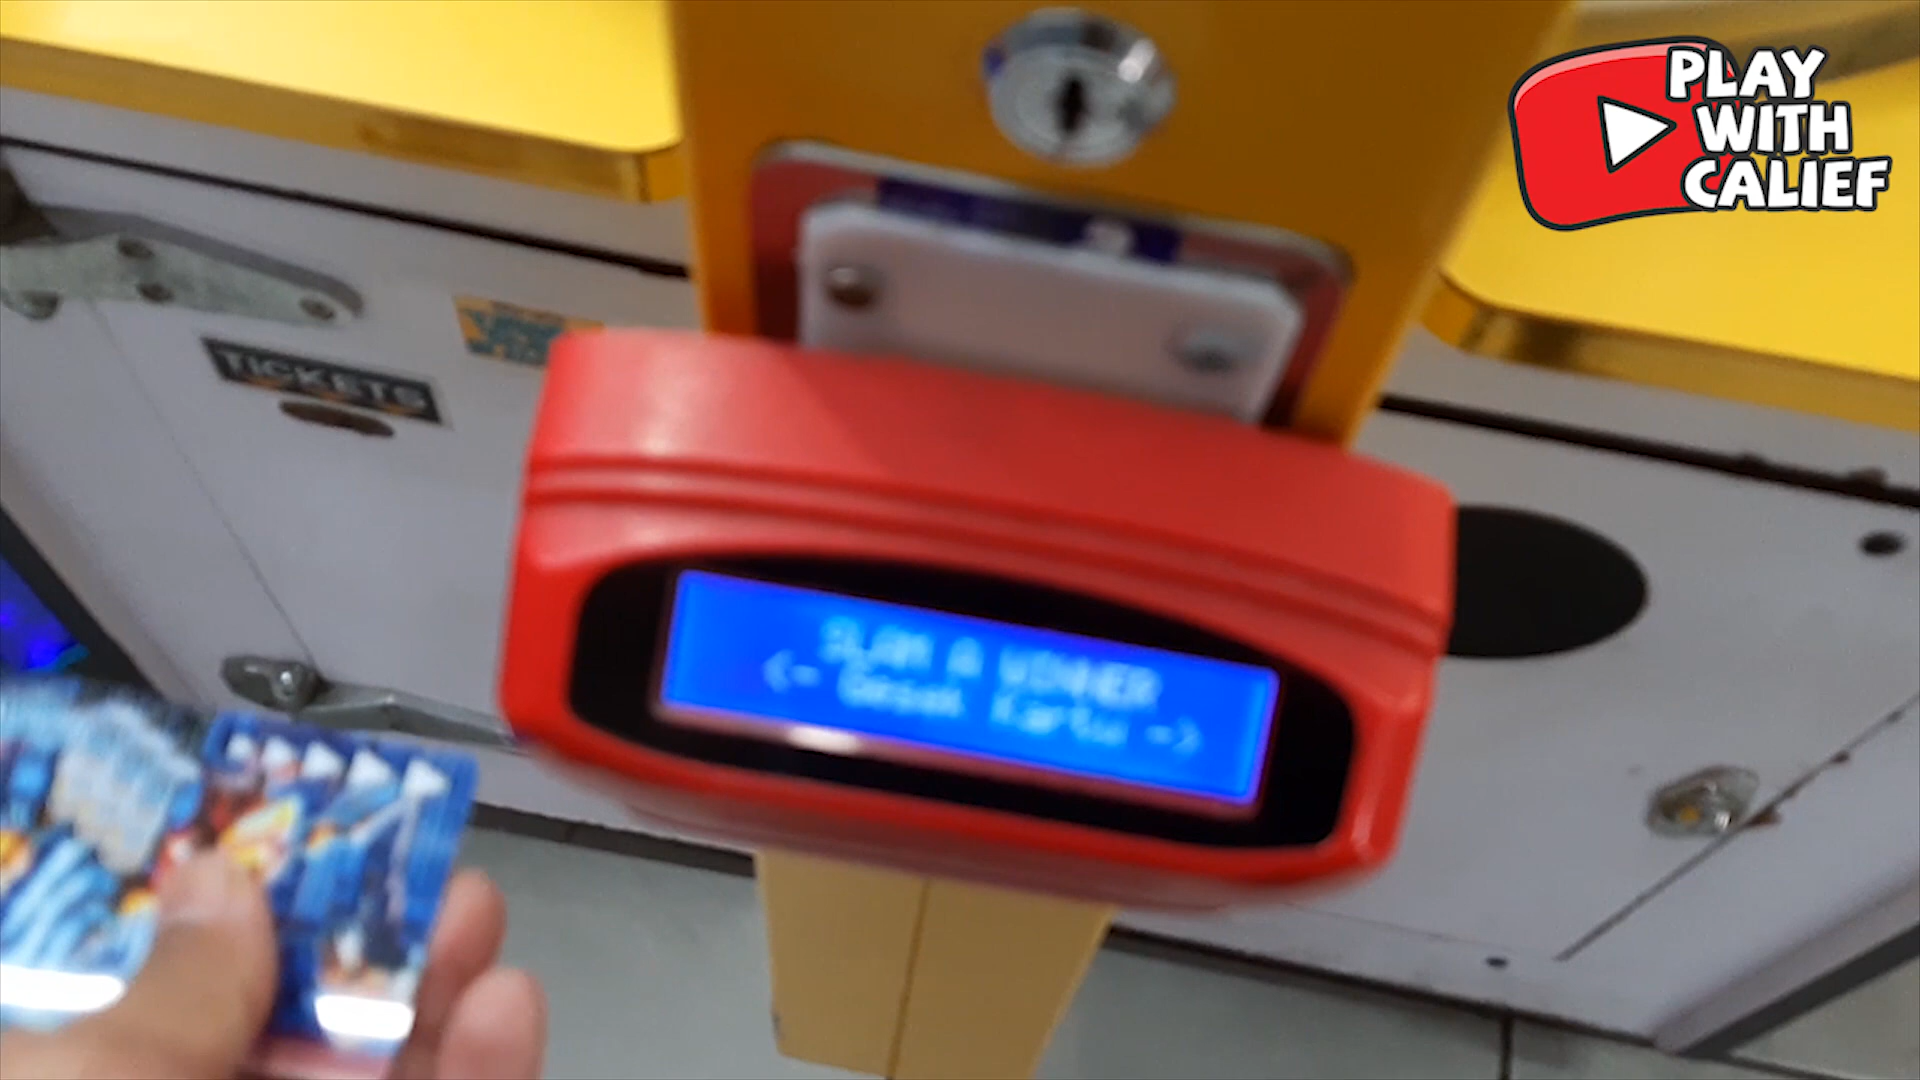 PLAY
WITH
CALIEF
TICKETS
SLAM A WINNER
<- Gesek Kartu ->